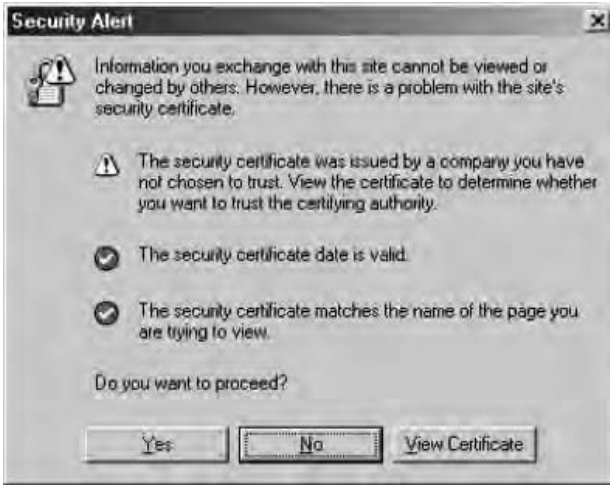 Security Alert
Information you exchange with this site cannot be viewed or
changed by others. However, there is a problem with the site's
security certificate.
The security certificate was issued by a company you have
not chosen to trust. View the certificate to determine whether
you want to trust the certifying authority.
The security certificate date is valid.
The security certificate matches the name of the page you
are trying to view.
Do you want to proceed?
Yes No View Certificate